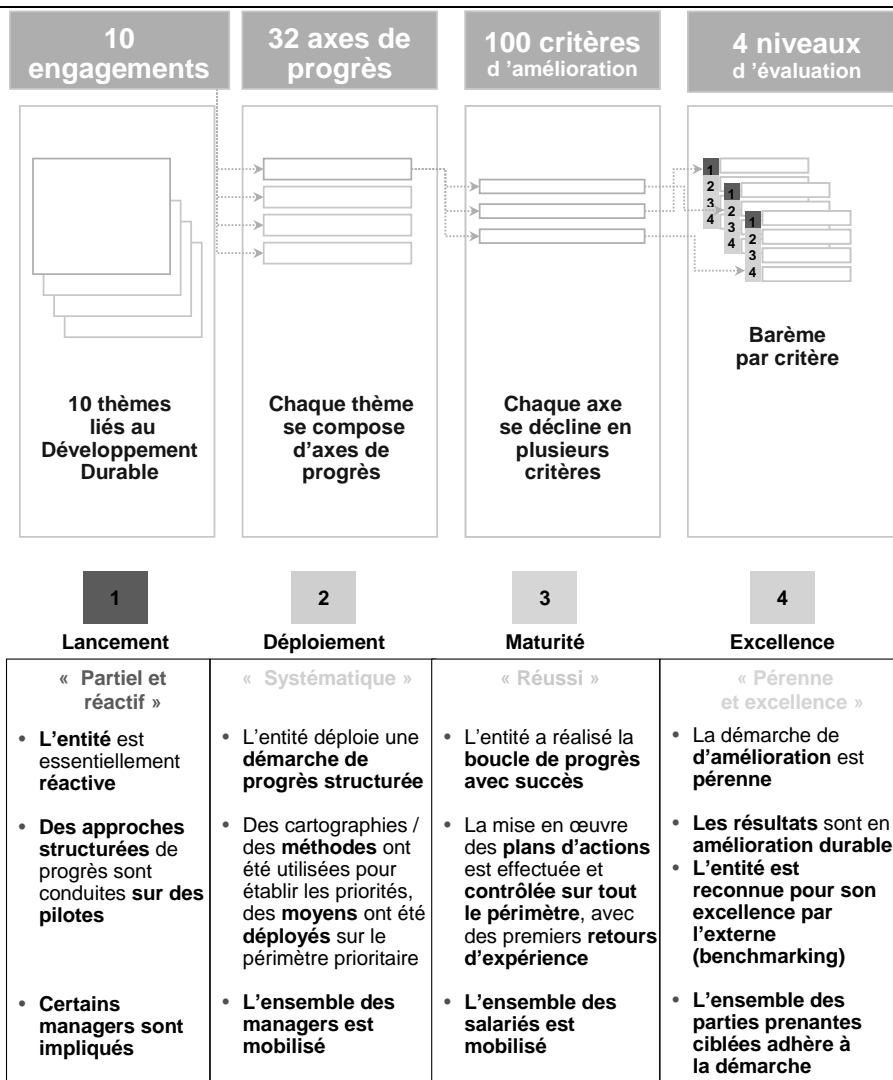 10
engagements
32 axes de
progrès
100 critères
d ’amélioration
4 niveaux
d ’évaluation
1
2
3
4
1
2
3
4
1
2
3
4
10 thèmes
liés au
Développement
Durable
Chaque thème
se compose
d'axes de
progrès
Chaque axe
se décline en
plusieurs
critères
Barème
par critère
1
Lancement
2
Déploiement
3
Maturité
4
Excellence
« Partiel et
réactif »
• L'entité est
essentiellement
réactive
• Des approches
structurées de
progrès sont
conduites sur des
pilotes
• Certains
managers sont
impliqués
« Systématique »
• L'entité déploie une
démarche de
progrès structurée
• Des cartographies /
des méthodes ont
été utilisées pour
établir les priorités,
des moyens ont été
déployés sur le
périmètre prioritaire
• L'ensemble des
managers est
mobilisé
« Réussi »
• L'entité a réalisé la
boucle de progrès
avec succès
• La mise en œuvre
des plans d'actions
est effectuée et
contrôlée sur tout
le périmètre, avec
des premiers retours
d'expérience
• L'ensemble des
salariés est
mobilisé
« Pérenne
et excellence »
• La démarche de
d'amélioration est
pérenne
• Les résultats sont en
amélioration durable
• L'entité est
reconnue pour son
excellence par
l'externe
(benchmarking)
• L'ensemble des
parties prenantes
ciblées adhère à
la démarche